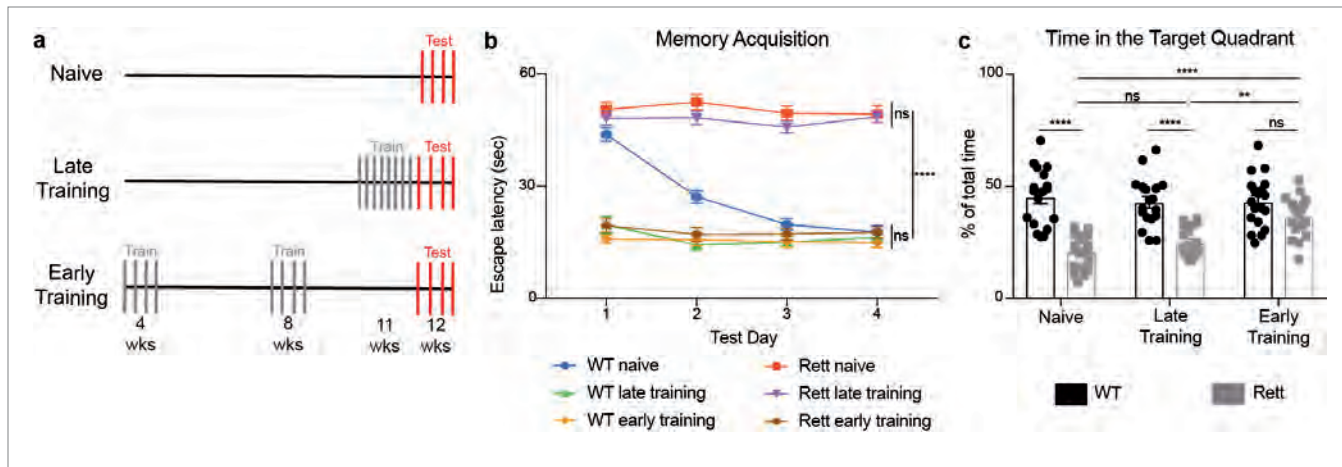 a
Naive
Test
Late
Training
Train
Test
Early
Training
Train
Train
Test
4
wks
8
wks
11
wks
12
wks
b
Memory Acquisition
Escape latency (sec)
60
30
0
1 2 3 4
Test Day
ns
****
ns
WT naive
Rett naive
WT late training
Rett late training
WT early training
Rett early training
c
Time in the Target Quadrant
% of total time
100
50
0
****
ns **
**** **** ns
Naive
Late
Training
Early
Training
WT
Rett